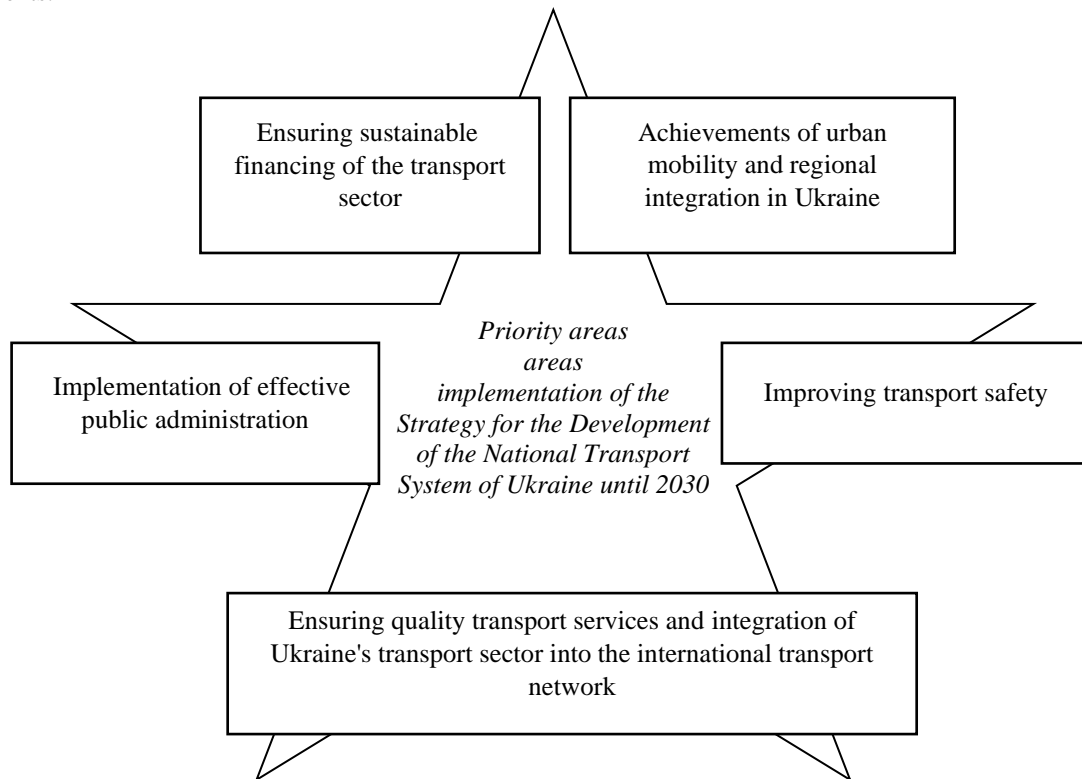 Ensuring sustainable
financing of the transport
sector
Achievements of urban
mobility and regional
integration in Ukraine
Priority areas
areas
implementation of the
Strategy for the Development
of the National Transport
System of Ukraine until 2030
Implementation of effective
public administration
Improving transport safety
Ensuring quality transport services and integration of
Ukraine's transport sector into the international transport
network